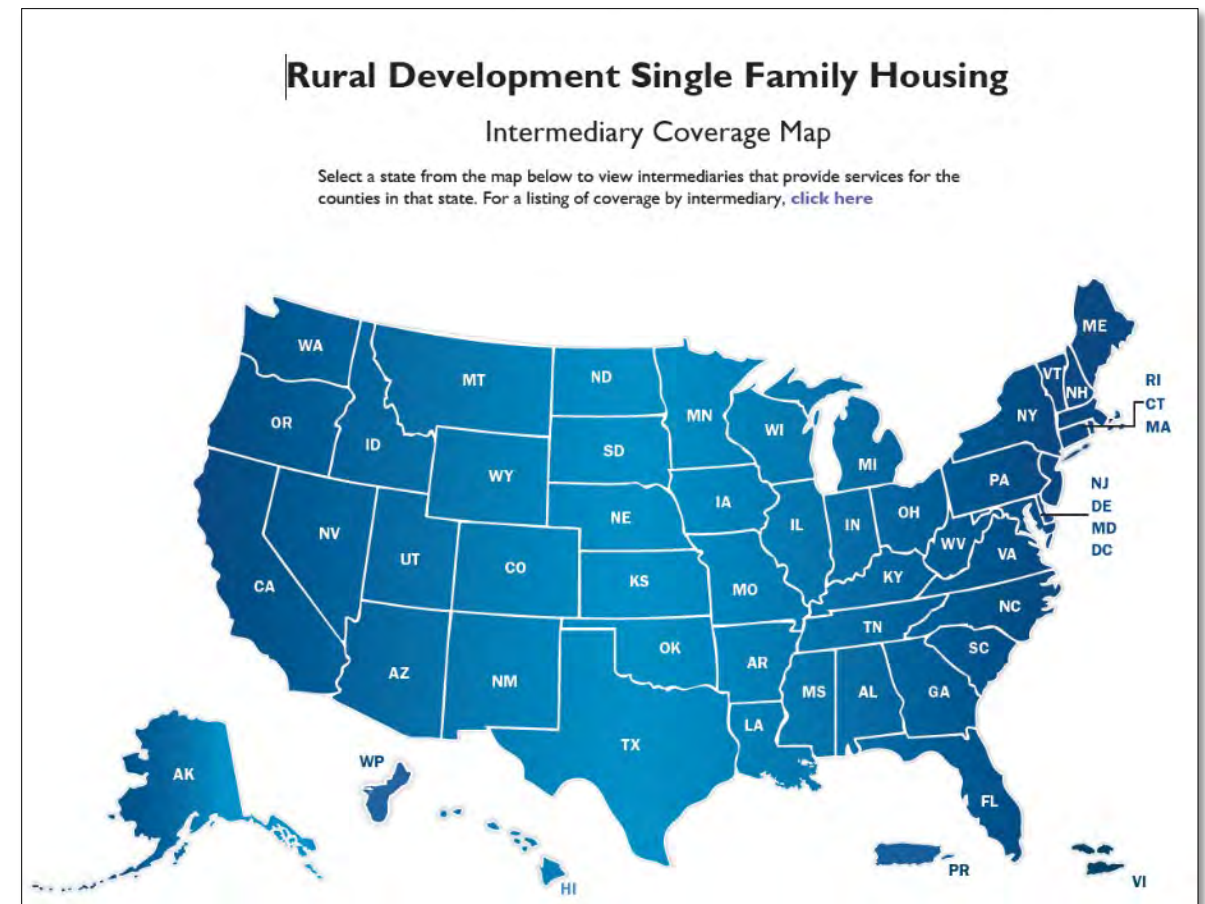 Rural Development Single Family Housing
Intermediary Coverage Map
Select a state from the map below to view intermediaries that provide services for the
counties in that state. For a listing of coverage by intermediary, click here
WA
MT
ND
MN
OR
ID
WY
SD
WI
MI
NY
VT
NH
ME
RI
CT
MA
NV
UT
CO
NE
IA
IL
IN
OH
PA
NJ
DE
MD
DC
CA
KS
MO
KY
WV
VA
AZ
NM
OK
AR
TN
NC
SC
TX
LA
MS
AL
GA
FL
AK
WP
HI
PR
VI